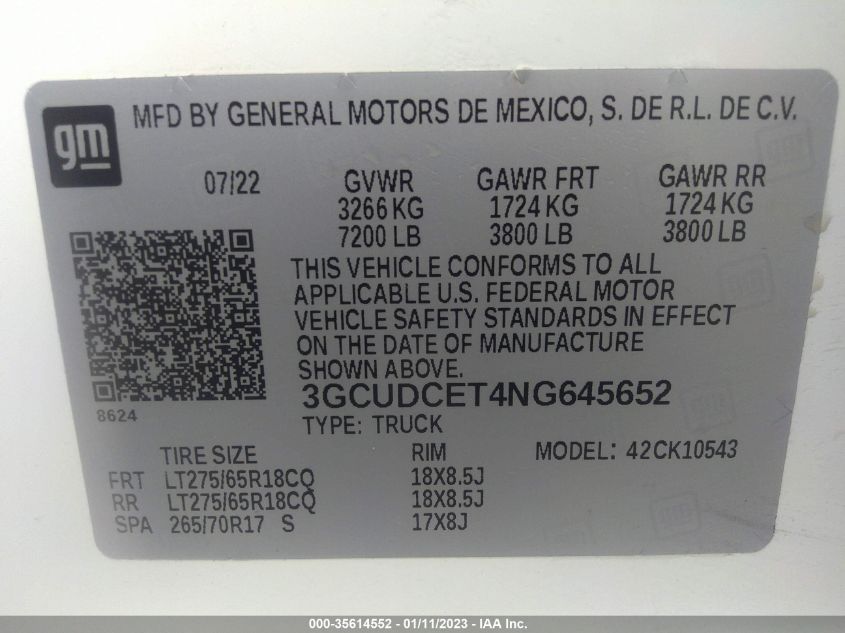 gm
MFD BY GENERAL MOTORS DE MEXICO, S. DE R.L. DE C.V.
07/22 GVWR GAWR FRT GAWR RR
3266 KG 1724 KG 1724 KG
7200 LB 3800 LB 3800 LB
THIS VEHICLE CONFORMS TO ALL
APPLICABLE U.S. FEDERAL MOTOR
VEHICLE SAFETY STANDARDS IN EFFECT
ON THE DATE OF MANUFACTURE
SHOWN ABOVE.
3GCUDCET4NG645652
8624
TYPE: TRUCK
TIRE SIZE RIM MODEL: 42CK10543
FRT LT275/65R18CQ 18X8.5J
RR LT275/65R18CQ 18X8.5J
SPA 265/70R17 S 17X8J
000-35614552 - 01/11/2023 - IAA Inc.